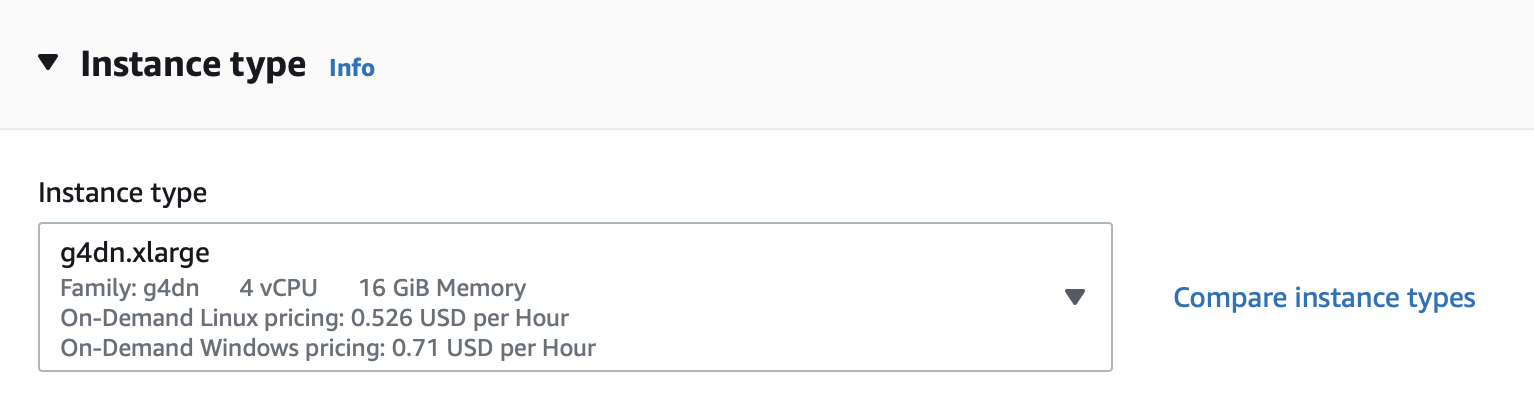 Instance type Info
Instance type
g4dn.xlarge
Family: g4dn 4 vCPU 16 GiB Memory
On-Demand Linux pricing: 0.526 USD per Hour
On-Demand Windows pricing: 0.71 USD per Hour
Compare instance types